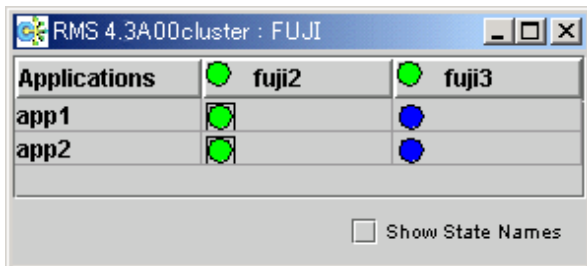 RMS 4.3A00cluster : FUJI
Applications fuji2 fuji3
app1
app2
Show State Names